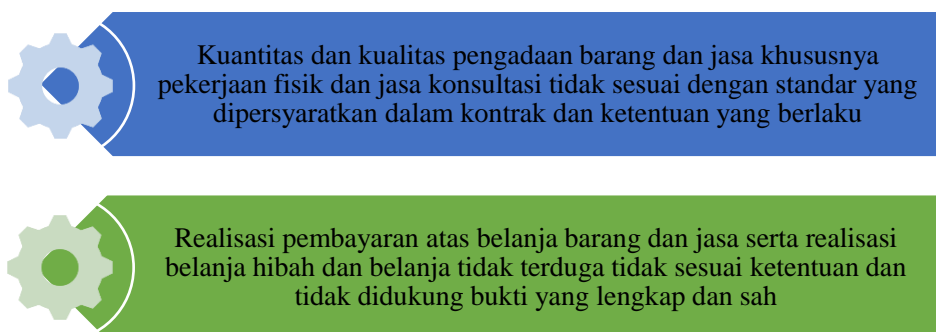 Kuantitas dan kualitas pengadaan barang dan jasa khususnya
pekerjaan fisik dan jasa konsultasi tidak sesuai dengan standar yang
dipersyaratkan dalam kontrak dan ketentuan yang berlaku
Realisasi pembayaran atas belanja barang dan jasa serta realisasi
belanja hibah dan belanja tidak terduga tidak sesuai ketentuan dan
tidak didukung bukti yang lengkap dan sah